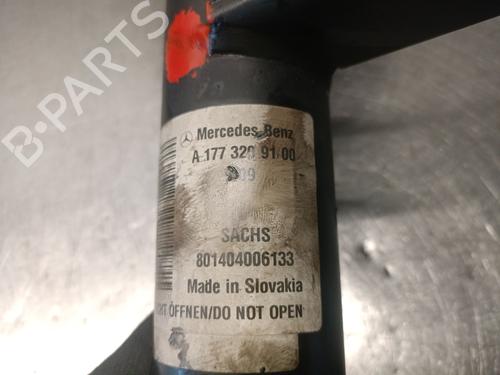 Mercedes-Benz
A 177 320 91 00
SACHS
801404006133
Made in Slovakia
ÖFFNEN/DO NOT OPEN
B-PARTS